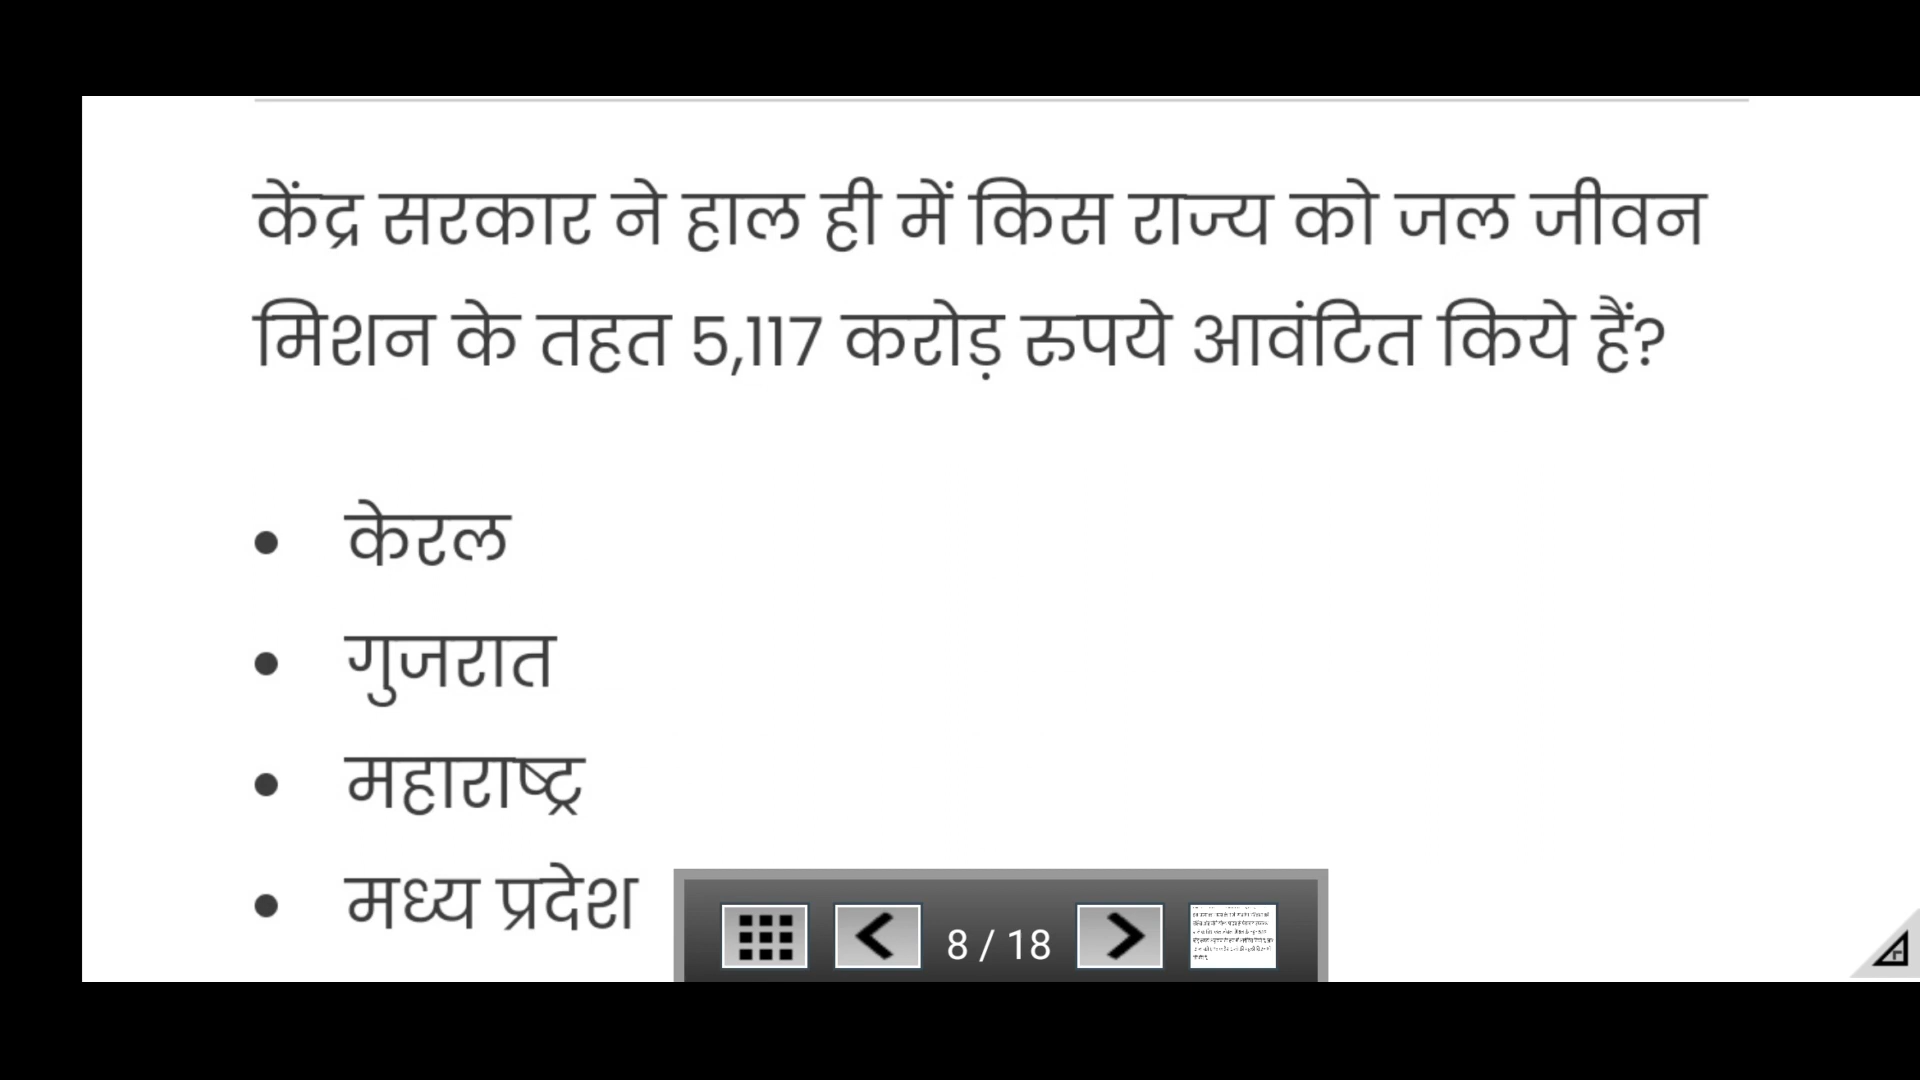 केंद्र सरकार ने हाल ही में किस राज्य को जल जीवन
मिशन के तहत 5,117 करोड़ रुपये आवंटित किये हैं?
• केरल
• गुजरात
• महाराष्ट्र
• मध्य प्रदेश
8 / 18